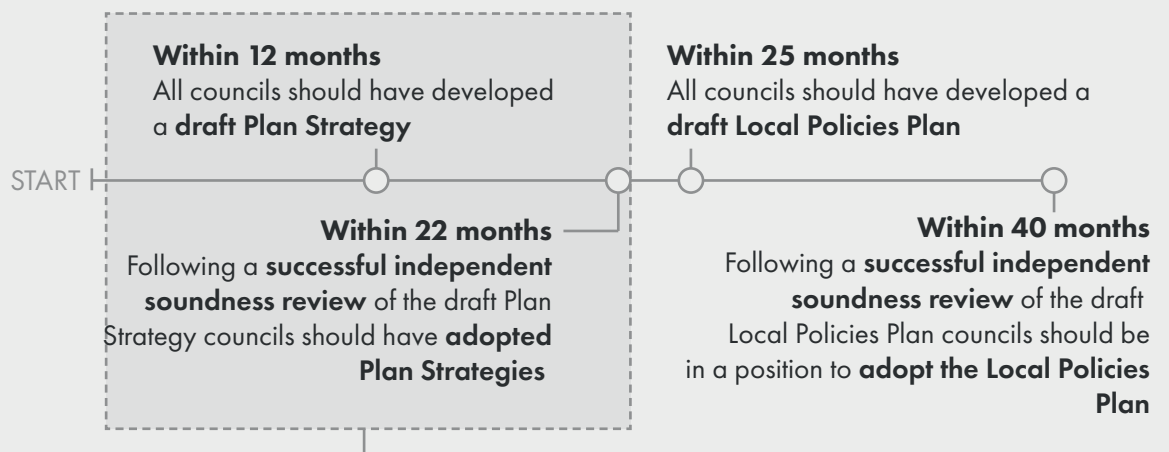 Within 12 months
All councils should have developed
a draft Plan Strategy
Within 25 months
All councils should have developed a
draft Local Policies Plan
START
Within 22 months
Following a successful independent
soundness review of the draft Plan
Strategy councils should have adopted
Plan Strategies
Within 40 months
Following a successful independent
soundness review of the draft
Local Policies Plan councils should be
in a position to adopt the Local Policies
Plan